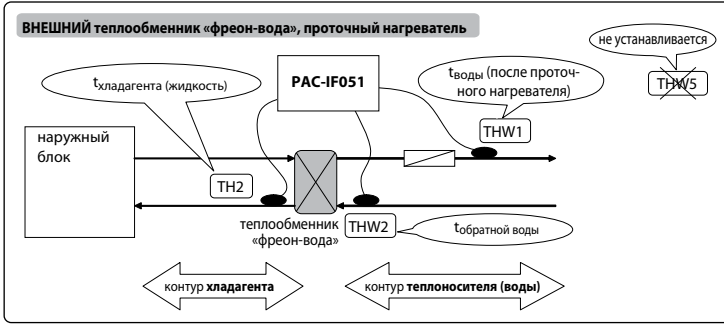 ВНЕШНИЙ теплообменник «фреон-вода», проточный нагреватель
не устанавливается
THW5
tхладагента (жидкость)
PAC-IF051
tводы (после проточ-
ного нагревателя)
THW1
наружный
блок
TH2
теплообменник
«фреон-вода»
THW2
tобратной воды
контур хладагента
контур теплоносителя (воды)